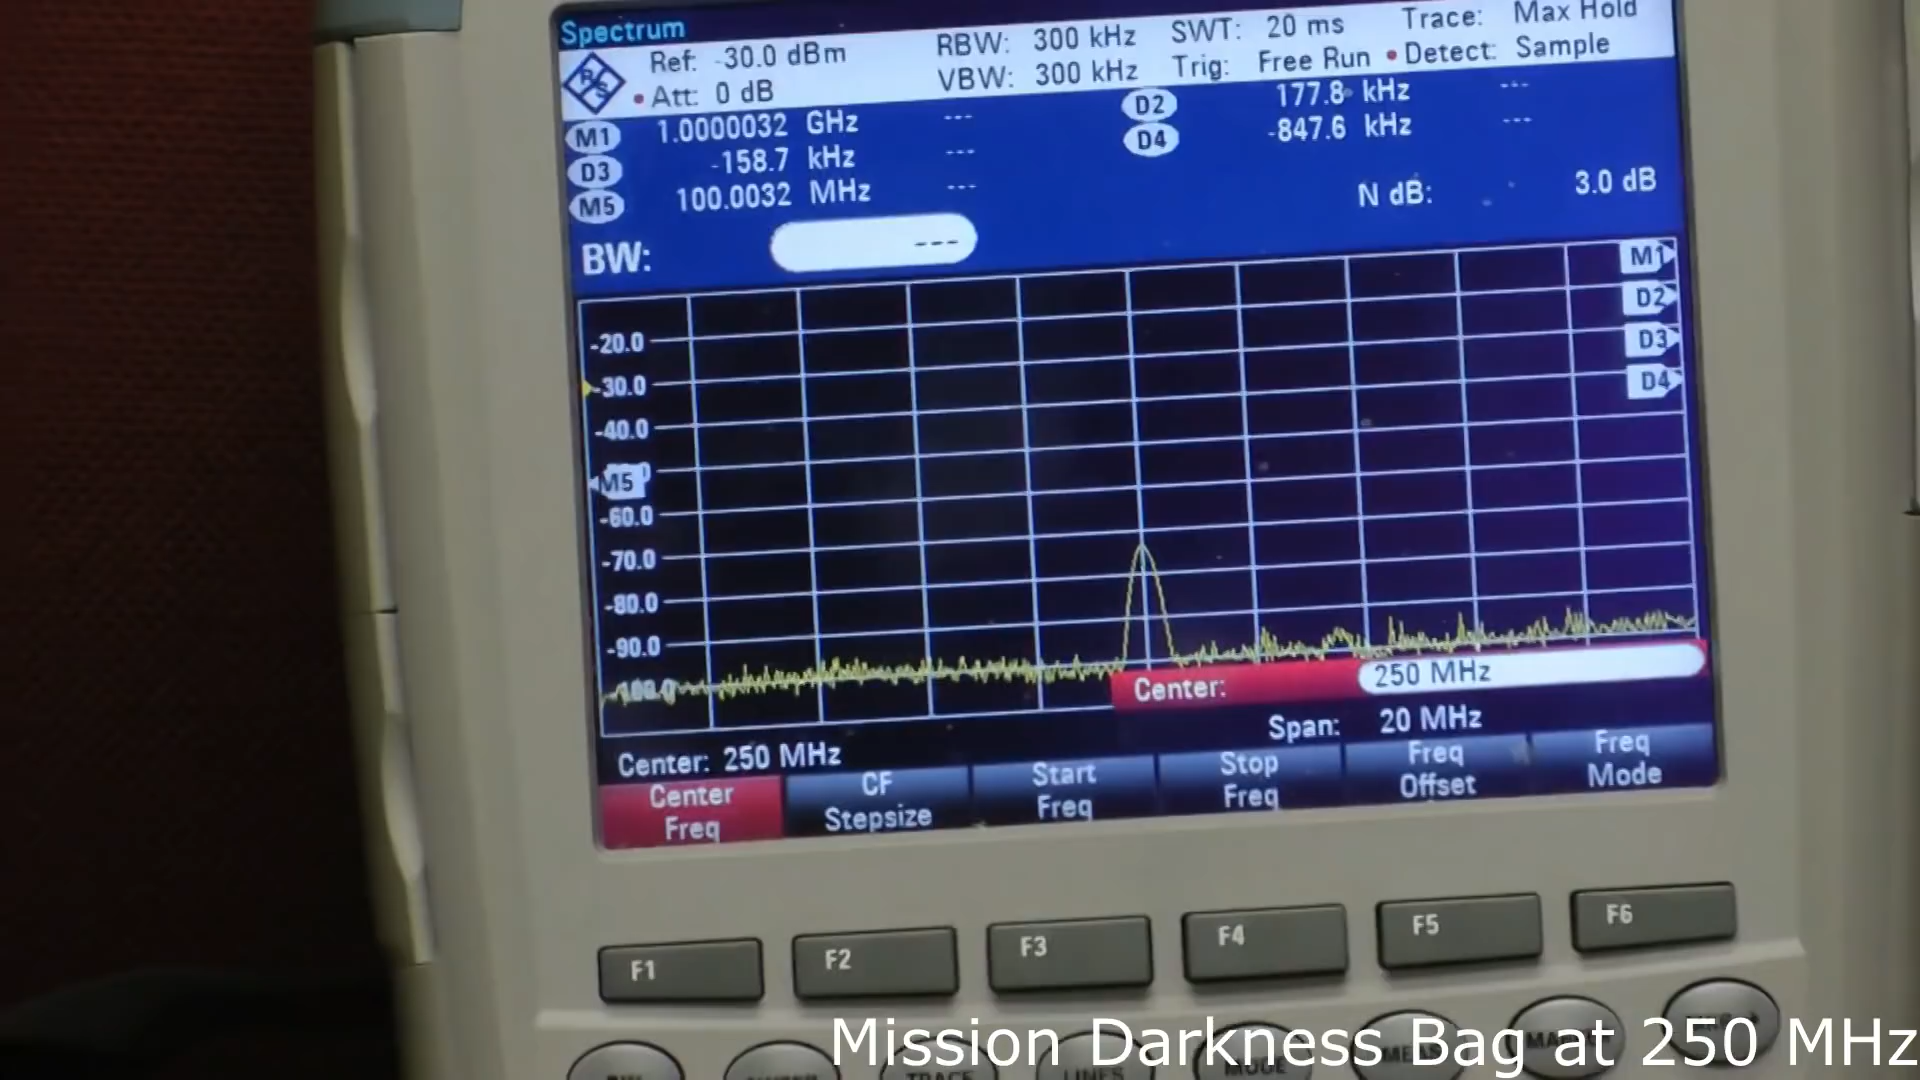 Spectrum
Ref: -30.0 dBm RBW: 300 kHz SWT: 20 ms Trace: Max Hold
• Att: 0 dB VBW: 300 kHz Trig: Free Run • Detect: Sample
M1 1.0000032 GHz --- D2 177.8 kHz ---
D3 -158.7 kHz --- D4 -847.6 kHz ---
M5 100.0032 MHz --- N dB: 3.0 dB
BW: ---
M1
D2
-20.0
D3
-30.0
D4
-40.0
M5
-60.0
-70.0
-80.0
-90.0
-100.0
Center: 250 MHz
Center: 250 MHz Span: 20 MHz
Center Freq
CF Stepsize
Start Freq
Stop Freq
Freq Offset
Freq Mode
F1 F2 F3 F4 F5 F6
TRACE LINES MODE
Mission Darkness Bag at 250 MHz